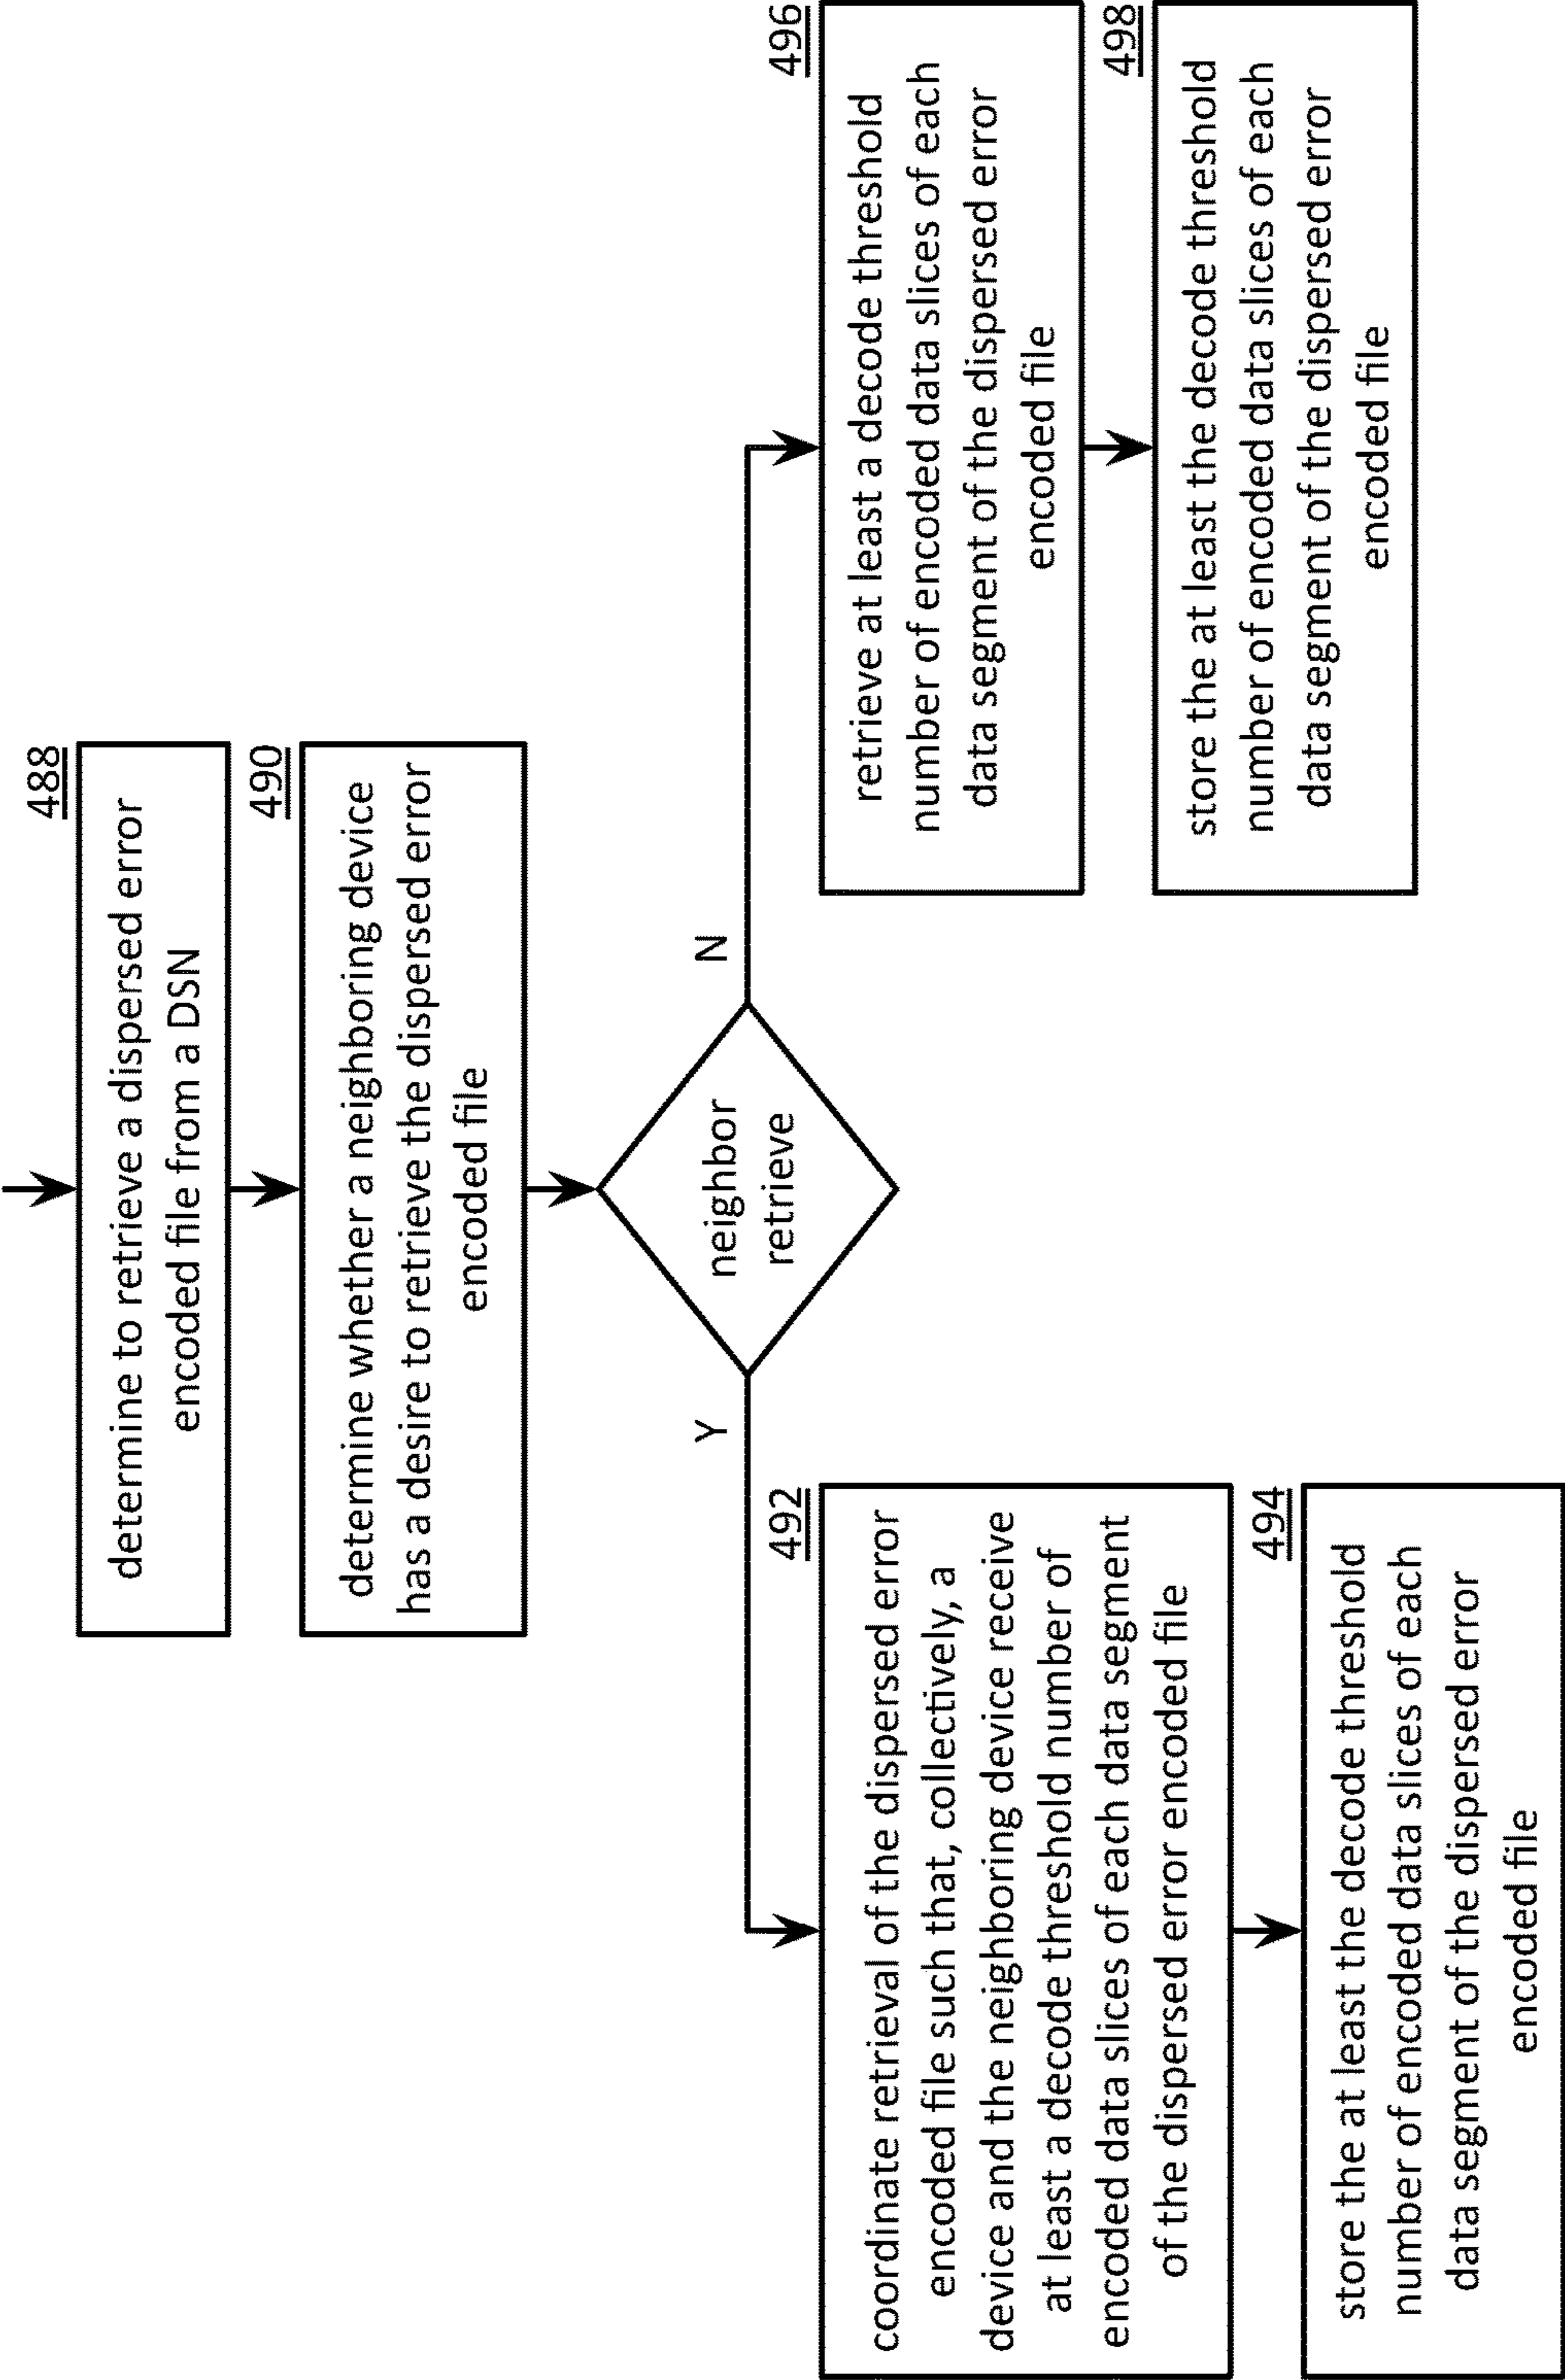 488
determine to retrieve a dispersed error
encoded file from a DSN
490
determine whether a neighboring device
has a desire to retrieve the dispersed error
encoded file
neighbor
retrieve
Y
N
492
coordinate retrieval of the dispersed error
encoded file such that, collectively, a
device and the neighboring device receive
at least a decode threshold number of
encoded data slices of each data segment
of the dispersed error encoded file
494
store the at least the decode threshold
number of encoded data slices of each
data segment of the dispersed error
encoded file
496
retrieve at least a decode threshold
number of encoded data slices of each
data segment of the dispersed error
encoded file
498
store the at least the decode threshold
number of encoded data slices of each
data segment of the dispersed error
encoded file